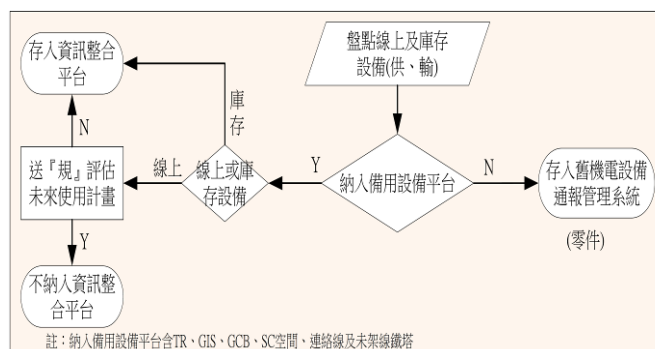 存入資訊整合
平台
盤點線上及庫存
設備(供、輸)
庫
存
N
送『規』評估
未來使用計畫
線上
線上或庫
存設備
Y
納入備用設備平台
N
存入舊機電設備
通報管理系統
(零件)
Y
不納入資訊整
合平台
註：納入備用設備平台含TR、GIS、GCB、SC空間、連絡線及未架線鐵塔